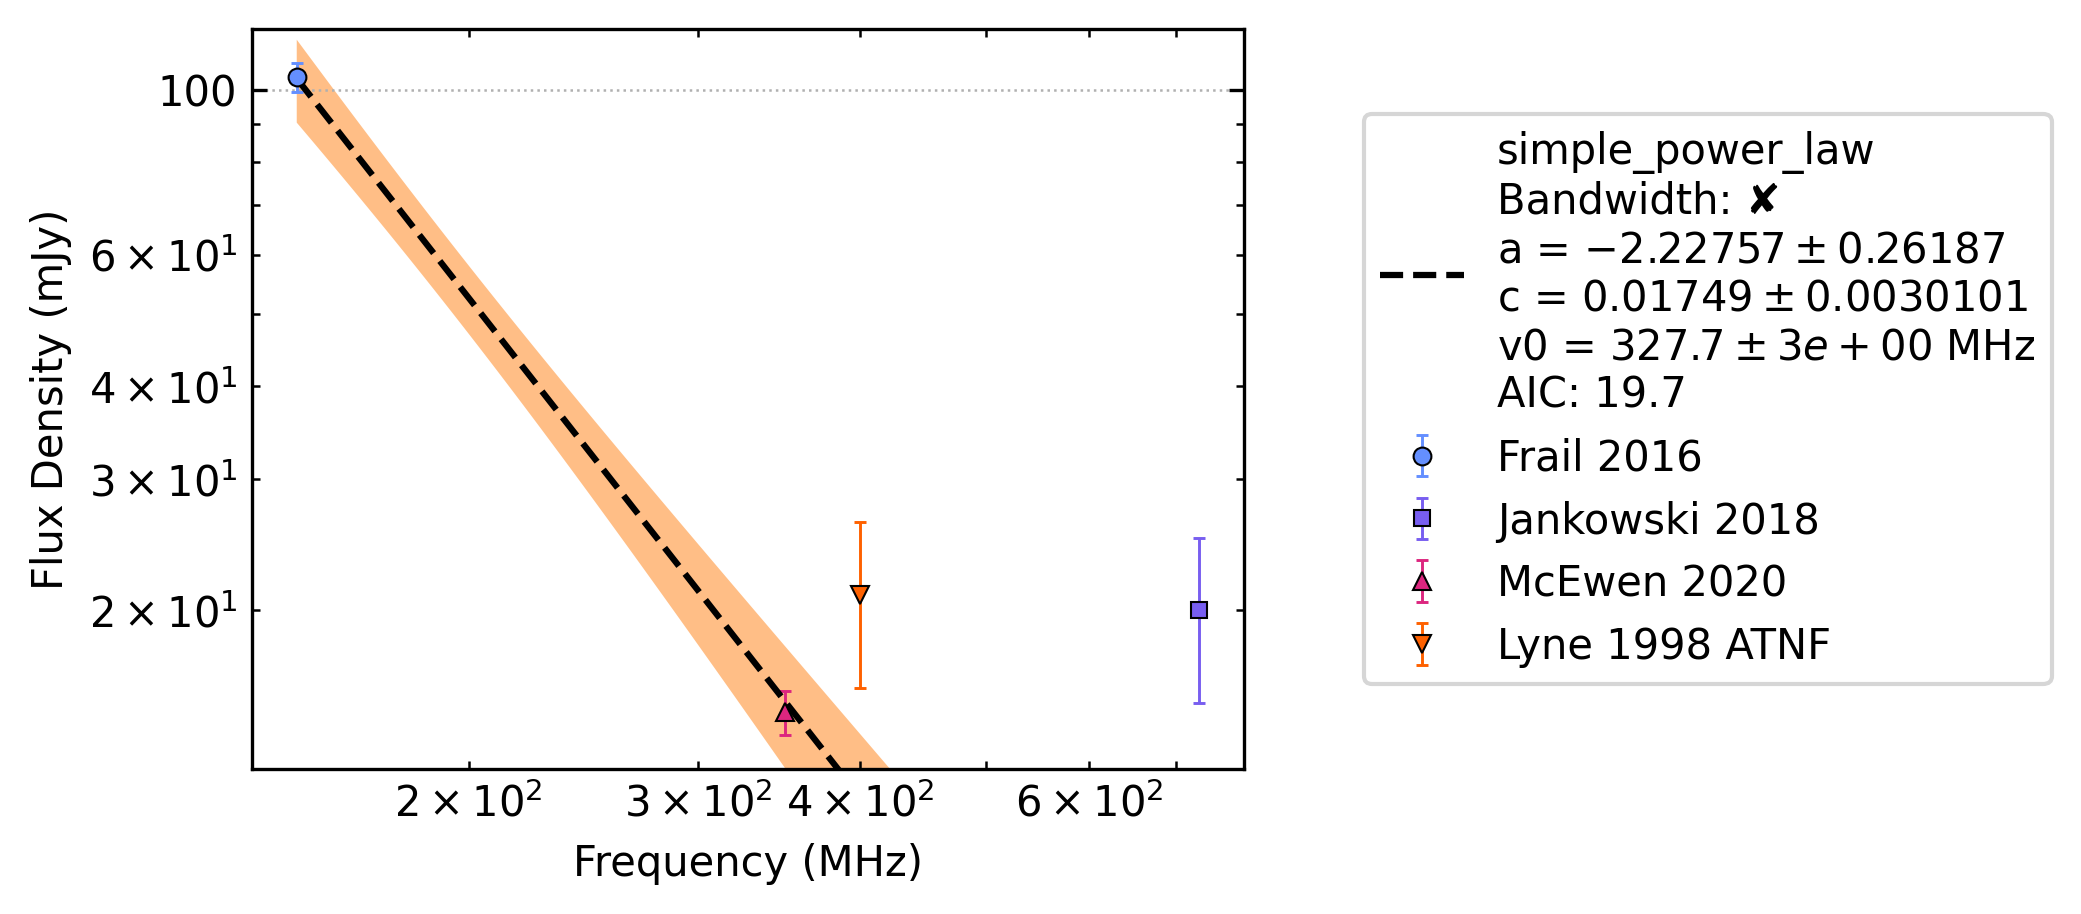 100
6×10¹
4×10¹
3×10¹
2×10¹
Flux Density (mJy)
2×10² 3×10² 4×10² 6×10²
Frequency (MHz)
simple_power_law
Bandwidth: ✘
a = −2.22757 ± 0.26187
c = 0.01749 ± 0.0030101
v0 = 327.7 ± 3e + 00 MHz
AIC: 19.7
Frail 2016
Jankowski 2018
McEwen 2020
Lyne 1998 ATNF